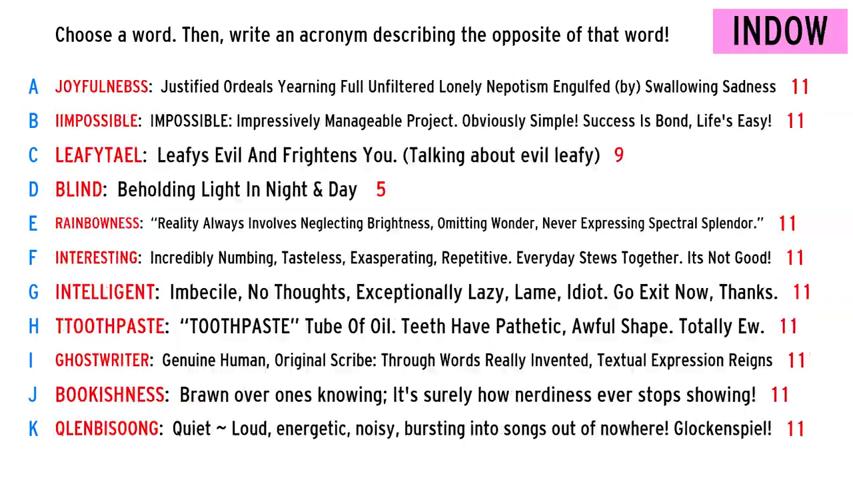 Choose a word. Then, write an acronym describing the opposite of that word!
INDOW
A JOYFULNEBSS: Justified Ordeals Yearning Full Unfiltered Lonely Nepotism Engulfed (by) Swallowing Sadness 11
B IIMPOSSIBLE: IMPOSSIBLE: Impressively Manageable Project. Obviously Simple! Success Is Bond, Life's Easy! 11
C LEAFYTAEL: Leafys Evil And Frightens You. (Talking about evil leafy) 9
D BLIND: Beholding Light In Night & Day 5
E RAINBOWNESS: “Reality Always Involves Neglecting Brightness, Omitting Wonder, Never Expressing Spectral Splendor.” 11
F INTERESTING: Incredibly Numbing, Tasteless, Exasperating, Repetitive. Everyday Stews Together. Its Not Good! 11
G INTELLIGENT: Imbecile, No Thoughts, Exceptionally Lazy, Lame, Idiot. Go Exit Now, Thanks. 11
H TTOOTHPASTE: “TOOTHPASTE” Tube Of Oil. Teeth Have Pathetic, Awful Shape. Totally Ew. 11
I GHOSTWRITER: Genuine Human, Original Scribe: Through Words Really Invented, Textual Expression Reigns 11
J BOOKISHNESS: Brawn over ones knowing; It's surely how nerdiness ever stops showing! 11
K QLENBISOONG: Quiet ~ Loud, energetic, noisy, bursting into songs out of nowhere! Glockenspiel! 11